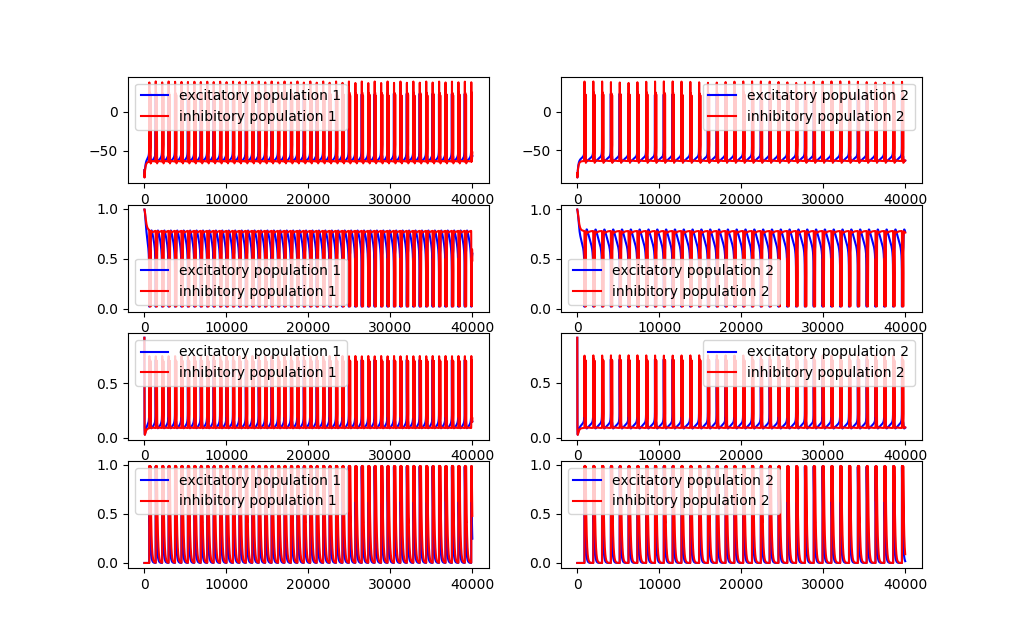 0
−50
excitatory population 1
inhibitory population 1
0 10000 20000 30000 40000
0
−50
excitatory population 2
inhibitory population 2
0 10000 20000 30000 40000
1.0
0.5
0.0
excitatory population 1
inhibitory population 1
0 10000 20000 30000 40000
1.0
0.5
0.0
excitatory population 2
inhibitory population 2
0 10000 20000 30000 40000
0.5
0.0
excitatory population 1
inhibitory population 1
0 10000 20000 30000 40000
0.5
0.0
excitatory population 2
inhibitory population 2
0 10000 20000 30000 40000
1.0
0.5
0.0
excitatory population 1
inhibitory population 1
0 10000 20000 30000 40000
1.0
0.5
0.0
excitatory population 2
inhibitory population 2
0 10000 20000 30000 40000